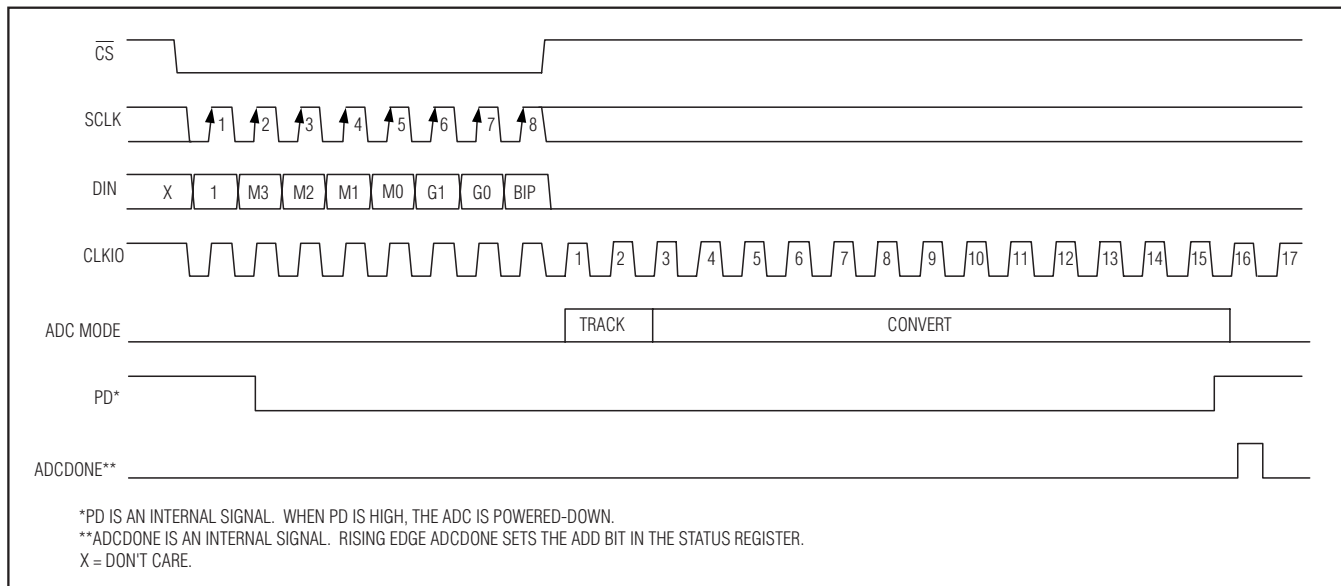 CS
SCLK 1 2 3 4 5 6 7 8
DIN X 1 M3 M2 M1 M0 G1 G0 BIP
CLKIO 1 2 3 4 5 6 7 8 9 10 11 12 13 14 15 16 17
ADC MODE TRACK CONVERT
PD*
ADCDONE**
*PD IS AN INTERNAL SIGNAL. WHEN PD IS HIGH, THE ADC IS POWERED-DOWN.
**ADCDONE IS AN INTERNAL SIGNAL. RISING EDGE ADCDONE SETS THE ADD BIT IN THE STATUS REGISTER.
X = DON'T CARE.